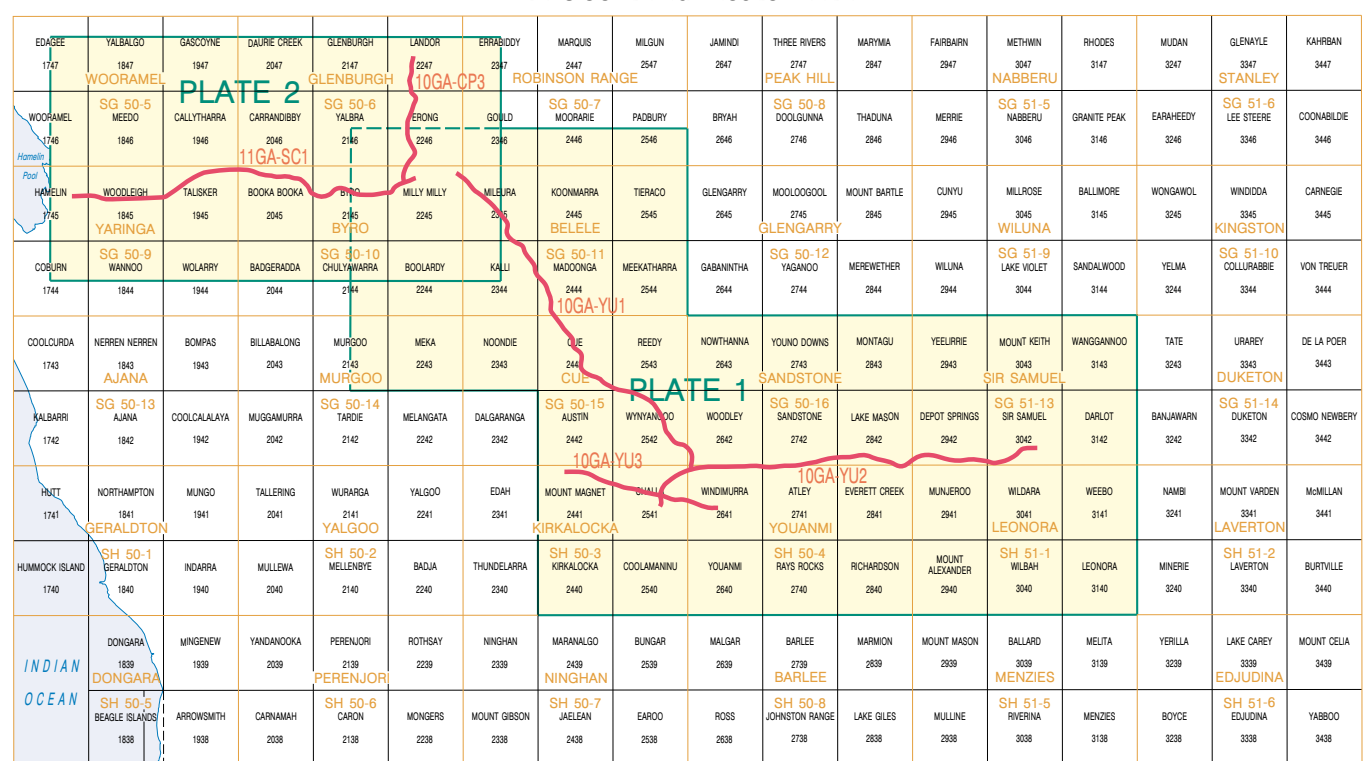 EDAGEE YALBALGO GASCOYNE DAURIE CREEK GLENBURGH LANDOR ERRABIDDY MARQUIS MILGUN JAMINDI THREE RIVERS MARYMIA FAIRBAIRN METHWIN RHODES MUDAN GLENAYLE KAHRBAN
1747 1847 1947 2047 2147 2247 2347 2447 2547 2647 2747 2847 2947 3047 3147 3247 3347 3447
WOORAMEL GLENBURGH 10GA-CP3 ROBINSON RANGE PEAK HILL NABBERU STANLEY
PLATE 2
SG 50-5 SG 50-6 SG 50-7 SG 50-8 SG 51-5 SG 51-6
WOORAMEL MEEDO CALLYTHARRA CARRANDIBBY YALBRA ERONG GOULD MOORARIE PADBURY BRYAH DOOLGUNNA THADUNA MERRIE NABBERU GRANITE PEAK EARAHEEDY LEE STEERE COONABILDIE
1746 1846 1946 2046 2146 2246 2346 2446 2546 2646 2746 2846 2946 3046 3146 3246 3346 3446
Hamelin 11GA-SC1
Pool
HAMELIN WOODLEIGH TALISKER BOOKA BOOKA BYRO MILLY MILLY MILEURA KOONMARRA TIERACO GLENGARRY MOOLOOGOOL MOUNT BARTLE CUNYU MILLROSE BALLIMORE WONGAWOL WINDIDDA CARNEGIE
1745 1845 1945 2045 2145 2245 2345 2445 2545 2645 2745 2845 2945 3045 3145 3245 3345 3445
YARINGA BYRO BELELE GLENGARRY WILUNA KINGSTON
SG 50-9 SG 50-10 SG 50-11 SG 50-12 SG 51-9 SG 51-10
COBURN WANNOO WOLARRY BADGERADDA CHULYAWARRA BOOLARDY KALLI MADOONGA MEEKATHARRA GABANINTHA YAGANOO MEREWETHER WILUNA LAKE VIOLET SANDALWOOD YELMA COLLURABBIE VON TREUER
1744 1844 1944 2044 2144 2244 2344 2444 2544 2644 2744 2844 2944 3044 3144 3244 3344 3444
10GA-YU1
COOLCURDA NERREN NERREN BOMPAS BILLABALONG MURGOO MEKA NOONDIE CUE REEDY NOWTHANNA YOUNO DOWNS MONTAGU YEELIRRIE MOUNT KEITH WANGGANNOO TATE URAREY DE LA POER
1743 1843 1943 2043 2143 2243 2343 2443 2543 2643 2743 2843 2943 3043 3143 3243 3343 3443
AJANA MURGOO CUE SANDSTONE SIR SAMUEL DUKETON
PLATE 1
SG 50-13 SG 50-14 SG 50-15 SG 50-16 SG 51-13 SG 51-14
KALBARRI AJANA COOLCALALAYA MUGGAMURRA TARDIE MELANGATA DALGARANGA AUSTIN WYNYANGOO WOODLEY SANDSTONE LAKE MASON DEPOT SPRINGS SIR SAMUEL DARLOT BANJAWARN DUKETON COSMO NEWBERY
1742 1842 1942 2042 2142 2242 2342 2442 2542 2642 2742 2842 2942 3042 3142 3242 3342 3442
10GA-YU3 10GA-YU2
HUTT NORTHAMPTON MUNGO TALLERING WURARGA YALGOO EDAH MOUNT MAGNET WINDIMURRA ATLEY EVERETT CREEK MUNJEROO WILDARA WEEBO NAMBI MOUNT VARDEN McMILLAN
1741 1841 1941 2041 2141 2241 2341 2441 2541 2641 2741 2841 2941 3041 3141 3241 3341 3441
GERALDTON YALGOO KIRKALOCKA YOUANMI LEONORA LAVERTON
SH 50-1 SH 50-2 SH 50-3 SH 50-4 SH 51-1 SH 51-2
HUMMOCK ISLAND GERALDTON INDARRA MULLEWA MELLENBYE BADJA THUNDELARRA KIRKALOCKA COOLAMANINU YOUANMI RAYS ROCKS RICHARDSON MOUNT ALEXANDER WILBAH LEONORA MINERIE LAVERTON BURTVILLE
1740 1840 1940 2040 2140 2240 2340 2440 2540 2640 2740 2840 2940 3040 3140 3240 3340 3440
DONGARA MINGENEW YANDANOOKA PERENJORI ROTHSAY NINGHAN MARANALGO BUNGAR MALGAR BARLEE MARMION MOUNT MASON BALLARD MELITA YERILLA LAKE CAREY MOUNT CELIA
INDIAN 1839 1939 2039 2139 2239 2339 2439 2539 2639 2739 2839 2939 3039 3139 3239 3339 3439
DONGARA PERENJORI NINGHAN BARLEE MENZIES EDJUDINA
OCEAN SH 50-5 SH 50-6 SH 50-7 SH 50-8 SH 51-5 SH 51-6
BEAGLE ISLANDS ARROWSMITH CARNAMAH CARON MONGERS MOUNT GIBSON JAELEAN EAROO ROSS JOHNSTON RANGE LAKE GILES MULLINE RIVERINA MENZIES BOYCE EDJUDINA YABBOO
1838 1938 2038 2138 2238 2338 2438 2538 2638 2738 2838 2938 3038 3138 3238 3338 3438